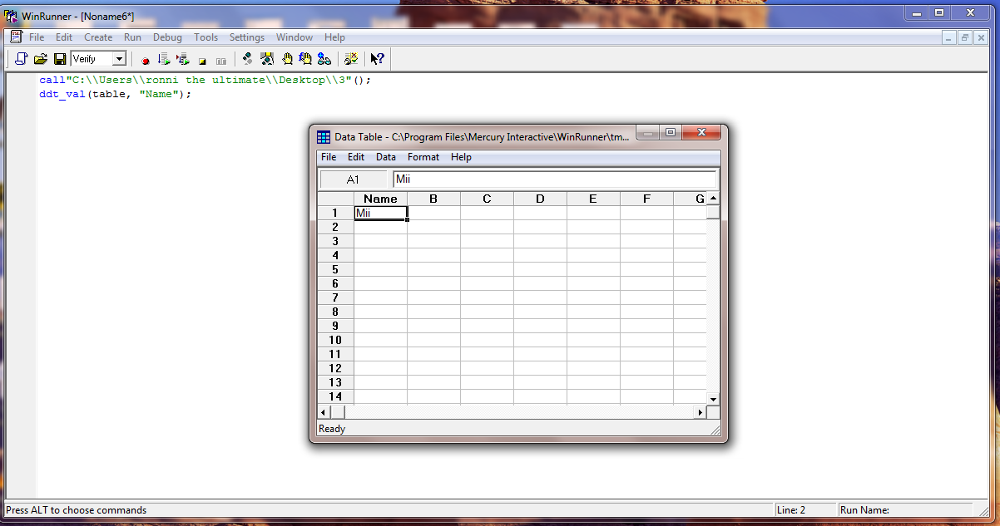 WinRunner - [Noname6*]
File Edit Create Run Debug Tools Settings Window Help
Verify
call"C:\\Users\\ronni the ultimate\\Desktop\\3"();
ddt_val(table, "Name");
Data Table - C:\Program Files\Mercury Interactive\WinRunner\tm...
File Edit Data Format Help
A1 Mii
Name B C D E F G
1 Mii
2
3
4
5
6
7
8
9
10
11
12
13
14
Ready
Press ALT to choose commands Line: 2 Run Name: